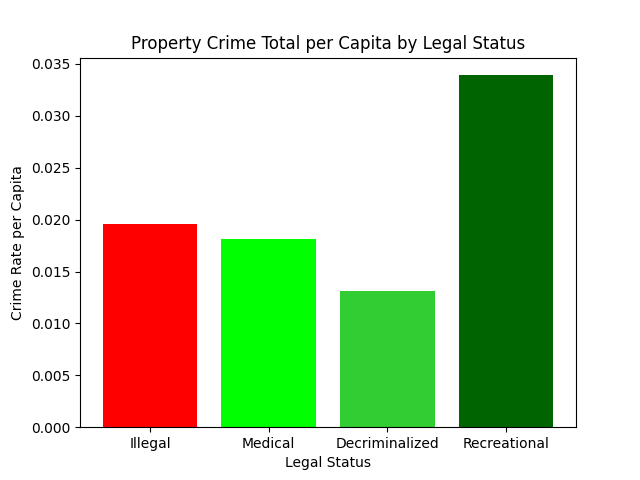 Property Crime Total per Capita by Legal Status
0.035
0.030
0.025
0.020
0.015
0.010
0.005
0.000
Crime Rate per Capita
Illegal
Medical
Decriminalized
Recreational
Legal Status